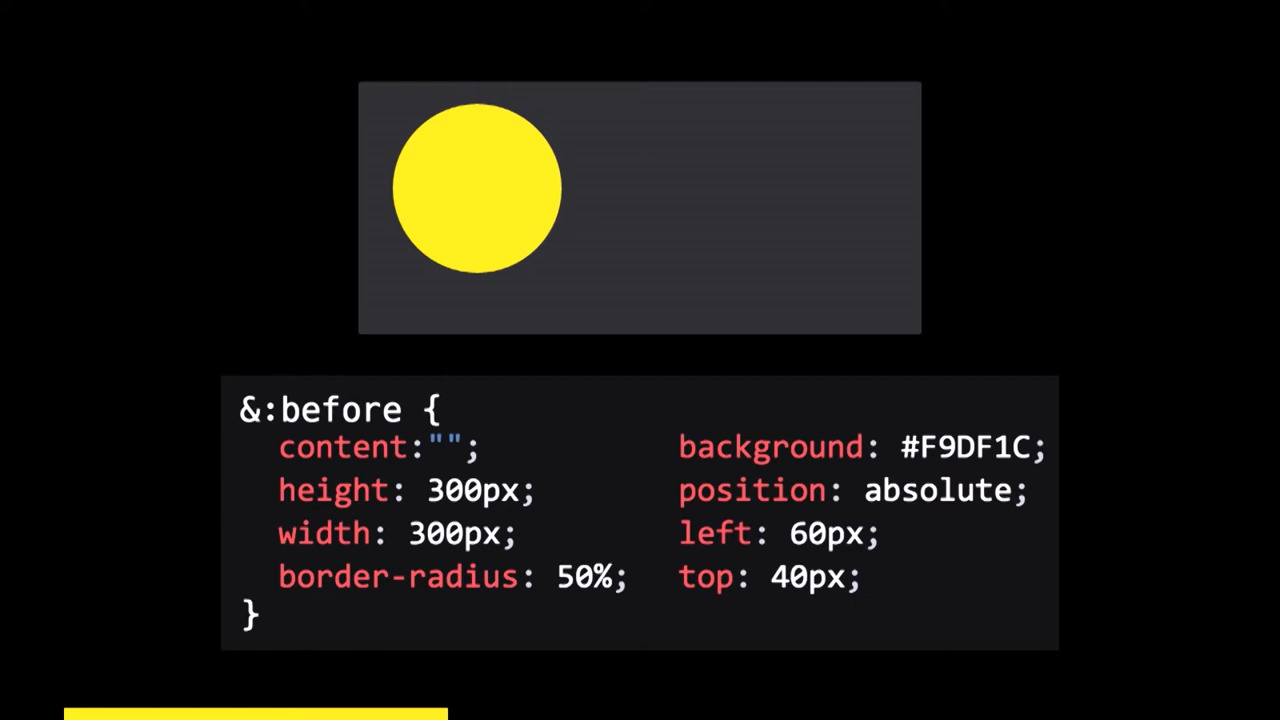 &:before {
content:"";
height: 300px;
width: 300px;
border-radius: 50%;
background: #F9DF1C;
position: absolute;
left: 60px;
top: 40px;
}